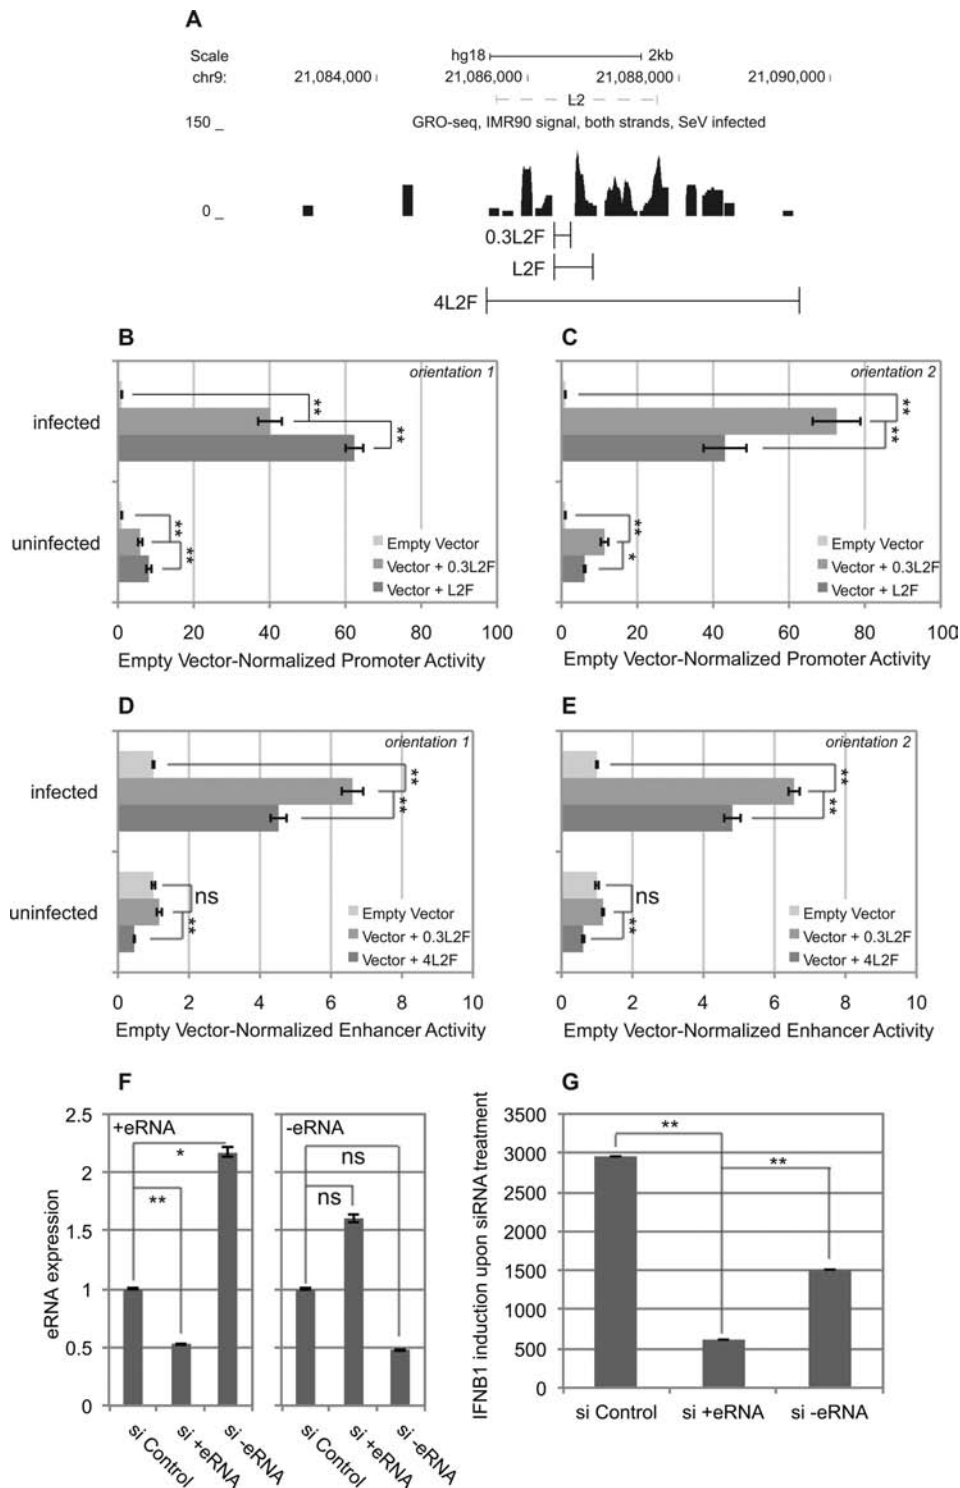 A
Scale
hg18
2kb
chr9:
21,084,000
21,086,000
21,088,000
21,090,000
L2
150
GRO-seq, IMR90 signal, both strands, SeV infected
0
0.3L2F
L2F
4L2F
B
orientation 1
infected
**
**
uninfected
**
**
Empty Vector
Vector + 0.3L2F
Vector + L2F
0 20 40 60 80 100
Empty Vector-Normalized Promoter Activity
C
orientation 2
**
**
**
*
Empty Vector
Vector + 0.3L2F
Vector + L2F
0 20 40 60 80 100
Empty Vector-Normalized Promoter Activity
D
orientation 1
infected
**
**
uninfected
ns
**
Empty Vector
Vector + 0.3L2F
Vector + 4L2F
0 2 4 6 8 10
Empty Vector-Normalized Enhancer Activity
E
orientation 2
**
**
ns
**
Empty Vector
Vector + 0.3L2F
Vector + 4L2F
0 2 4 6 8 10
Empty Vector-Normalized Enhancer Activity
F
eRNA expression
2.5
2
1.5
1
0.5
0
+eRNA
*
**
si Control
si +eRNA
si -eRNA
-eRNA
ns
ns
si Control
si +eRNA
si -eRNA
G
IFNB1 induction upon siRNA treatment
3500
3000
2500
2000
1500
1000
500
0
**
**
si Control
si +eRNA
si -eRNA